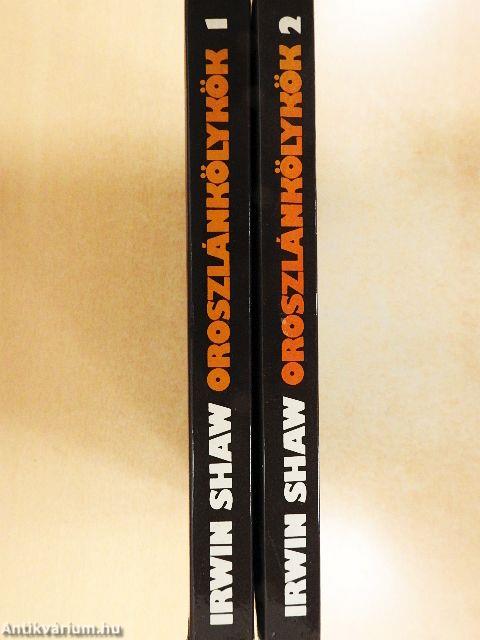 IRWIN SHAW OROSZLÁNKÖLYKÖK 1
IRWIN SHAW OROSZLÁNKÖLYKÖK 2
Antikvárium.hu